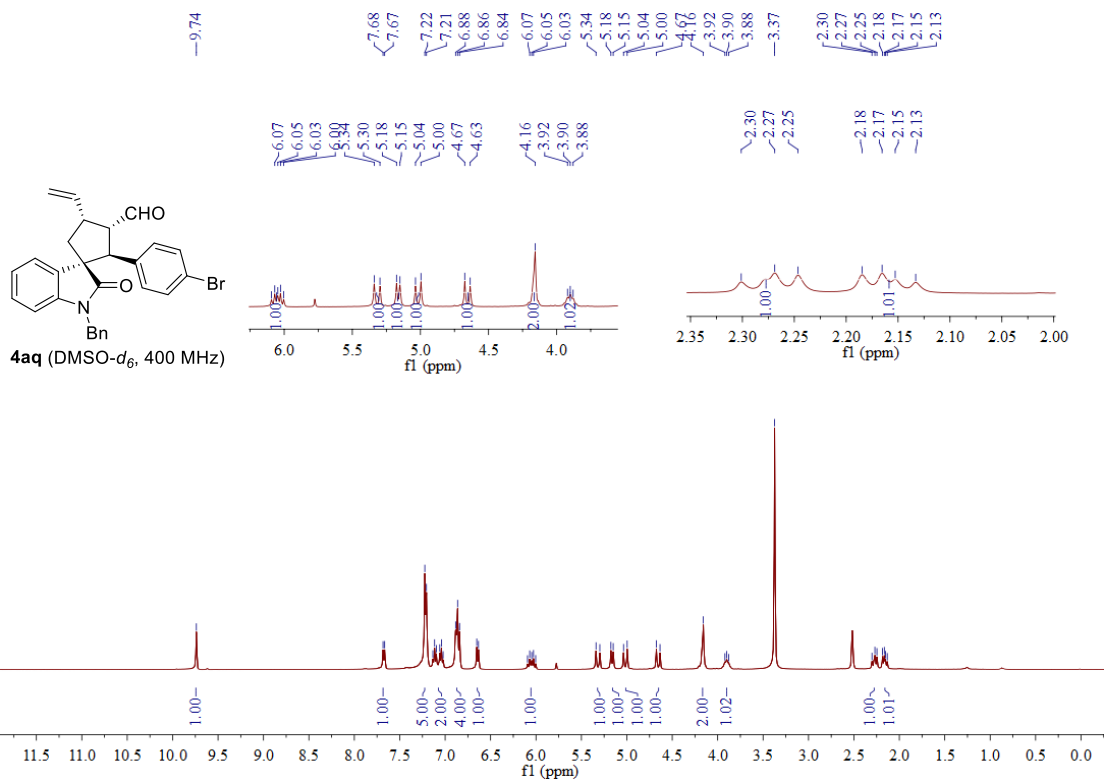 9.74 7.68 7.67 7.22 7.21 6.88 6.86 6.84 6.07 6.05 6.03 5.34 5.18 5.15 5.04 5.00 4.67 4.16 3.92 3.90 3.88 3.37 2.30 2.27 2.25 2.18 2.17 2.15 2.13
6.07 6.05 6.03 6.00 5.34 5.30 5.18 5.15 5.04 5.00 4.67 4.63 4.16 3.92 3.90 3.88
2.30 2.27 2.25 2.18 2.17 2.15 2.13
CHO
Br
O
N
Bn
4aq (DMSO-d6, 400 MHz)
1.00 1.00 1.00 1.00 1.00 2.00 1.02
6.0 5.5 5.0 4.5 4.0
f1 (ppm)
1.00 1.01
2.35 2.30 2.25 2.20 2.15 2.10 2.05 2.00
f1 (ppm)
1.00 1.00 5.00 2.00 4.00 1.00 1.00 1.00 1.00 1.00 1.00 2.00 1.02 1.00 1.01
11.5 11.0 10.5 10.0 9.5 9.0 8.5 8.0 7.5 7.0 6.5 6.0 5.5 5.0 4.5 4.0 3.5 3.0 2.5 2.0 1.5 1.0 0.5 0.0
f1 (ppm)